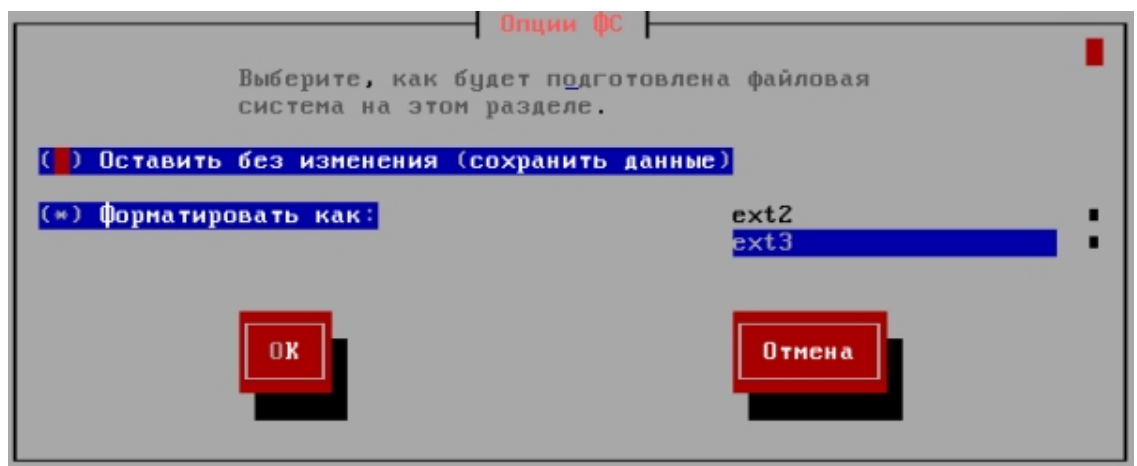 Опции ФС
Выберите, как будет подготовлена файловая
система на этом разделе.
( ) Оставить без изменения (сохранить данные)
(*) Форматировать как:
ext2
ext3
OK
Отмена